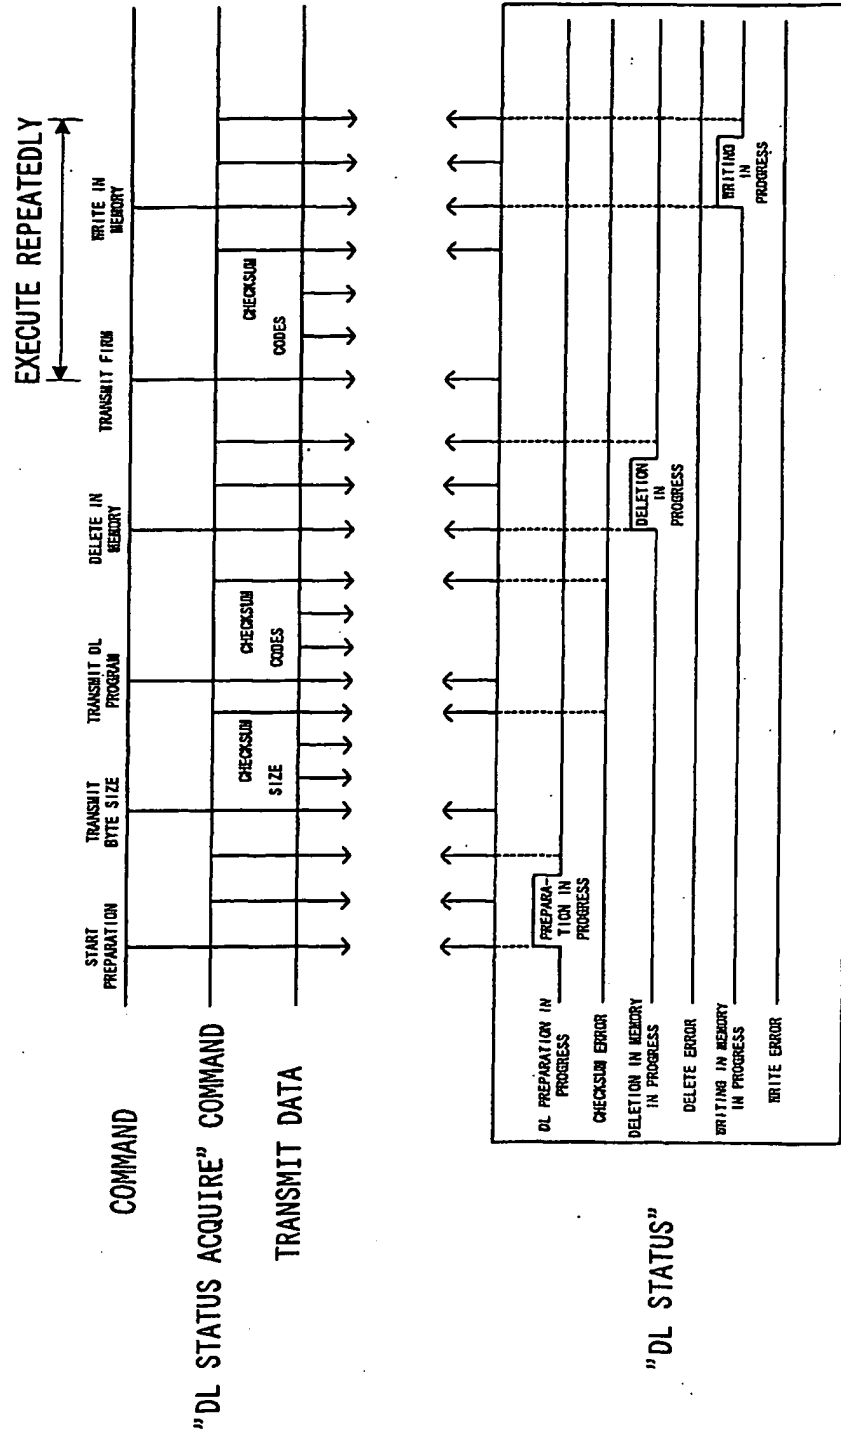 EXECUTE REPEATEDLY
START
PREPARATION
TRANSMIT
BYTE SIZE
TRANSMIT DL
PROGRAM
DELETE IN
MEMORY
TRANSMIT FIRM
WRITE IN
MEMORY
COMMAND
"DL STATUS ACQUIRE" COMMAND
CHECKSUM
SIZE
CHECKSUM
CODES
CHECKSUM
CODES
TRANSMIT DATA
"DL STATUS"
DL PREPARATION IN
PROGRESS
PREPARA-
TION IN
PROGRESS
CHECKSUM ERROR
DELETION IN MEMORY
IN PROGRESS
DELETION
IN
PROGRESS
DELETE ERROR
WRITING IN MEMORY
IN PROGRESS
WRITING
IN
PROGRESS
WRITE ERROR